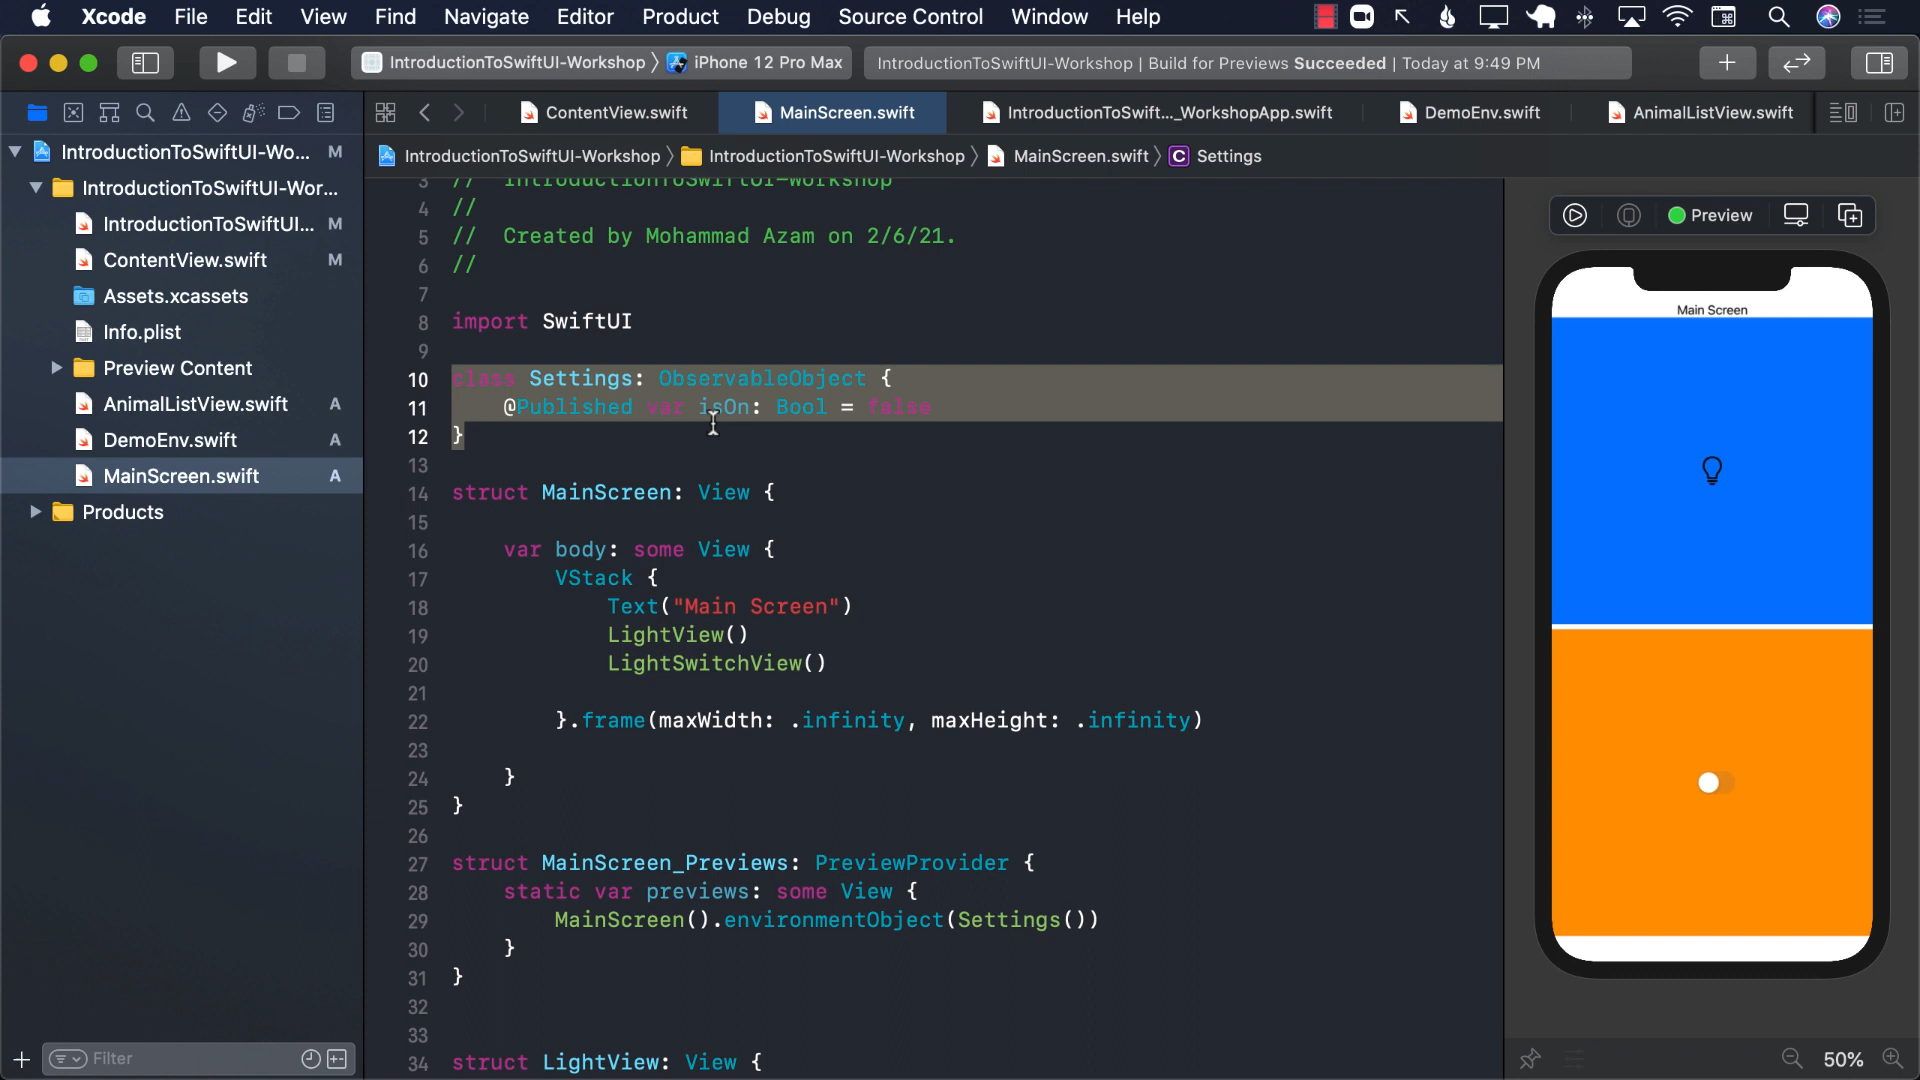 Xcode File Edit View Find Navigate Editor Product Debug Source Control Window Help
IntroductionToSwiftUI-Workshop iPhone 12 Pro Max
IntroductionToSwiftUI-Workshop | Build for Previews Succeeded | Today at 9:49 PM
ContentView.swift MainScreen.swift IntroductionToSwift..._WorkshopApp.swift DemoEnv.swift AnimalListView.swift
IntroductionToSwiftUI-Workshop IntroductionToSwiftUI-Workshop MainScreen.swift C Settings
IntroductionToSwiftUI-Wo... M
IntroductionToSwiftUI-Wor...
IntroductionToSwiftUI... M
ContentView.swift M
Assets.xcassets
Info.plist
Preview Content
AnimalListView.swift A
DemoEnv.swift A
MainScreen.swift A
Products
Filter
3 // IntroductionToSwiftUI-Workshop
4 //
5 // Created by Mohammad Azam on 2/6/21.
6 //
7
8 import SwiftUI
9
10 class Settings: ObservableObject {
11 @Published var isOn: Bool = false
12 }
13
14 struct MainScreen: View {
15
16 var body: some View {
17 VStack {
18 Text("Main Screen")
19 LightView()
20 LightSwitchView()
21
22 }.frame(maxWidth: .infinity, maxHeight: .infinity)
23
24 }
25 }
26
27 struct MainScreen_Previews: PreviewProvider {
28 static var previews: some View {
29 MainScreen().environmentObject(Settings())
30 }
31 }
32
33
34 struct LightView: View {
Preview
Main Screen
50%